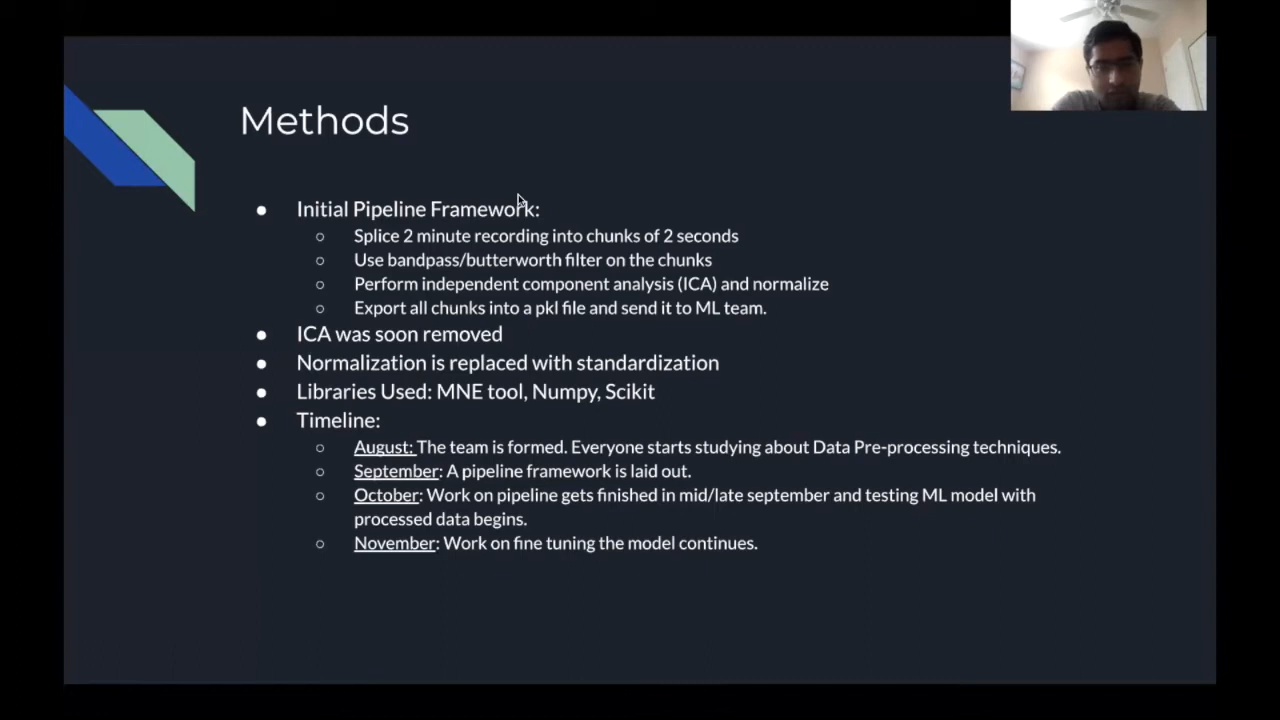 Methods
Initial Pipeline Framework:
Splice 2 minute recording into chunks of 2 seconds
Use bandpass/butterworth filter on the chunks
Perform independent component analysis (ICA) and normalize
Export all chunks into a pkl file and send it to ML team.
ICA was soon removed
Normalization is replaced with standardization
Libraries Used: MNE tool, Numpy, Scikit
Timeline:
August: The team is formed. Everyone starts studying about Data Pre-processing techniques.
September: A pipeline framework is laid out.
October: Work on pipeline gets finished in mid/late september and testing ML model with
processed data begins.
November: Work on fine tuning the model continues.